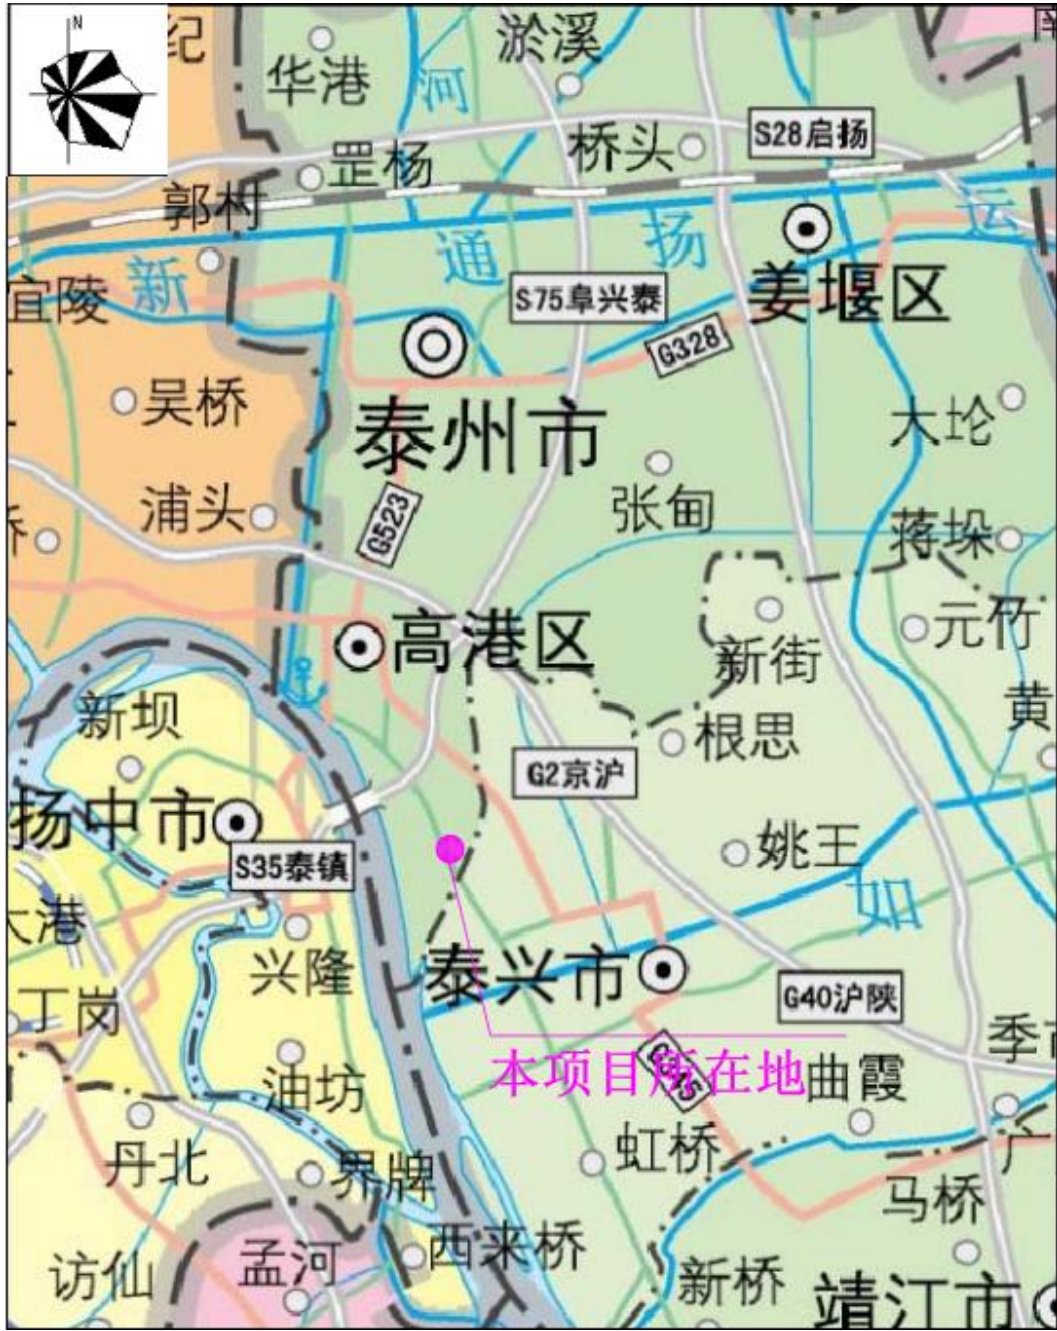 N
纪
华港
河
淤溪
桥头
S28启扬
罡杨
郭村
新
通
扬
运
宜陵
S75阜兴泰
姜堰区
G328
吴桥
泰州市
大坨
浦头
G523
张甸
蒋垛
高港区
新街
元竹
新坝
根思
黄
G2京沪
扬中市
S35泰镇
姚王
如
大港
兴隆
泰兴市
丁岗
G40沪陕
季
本项目所在地
曲霞
油坊
丹北
界牌
虹桥
广
马桥
访仙
孟河
西来桥
新桥
靖江市